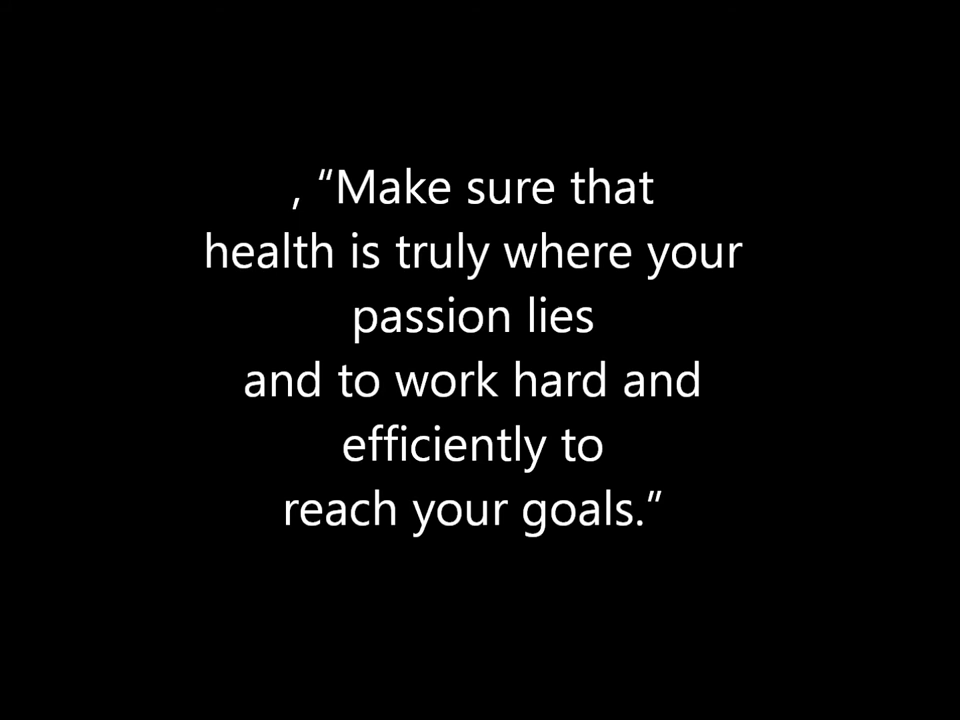 , “Make sure that
health is truly where your
passion lies
and to work hard and
efficiently to
reach your goals.”